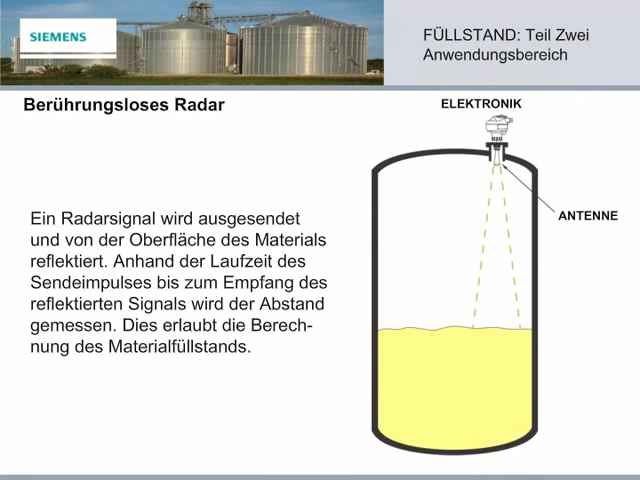 SIEMENS
FÜLLSTAND: Teil Zwei
Anwendungsbereich
Berührungsloses Radar
ELEKTRONIK
ANTENNE
Ein Radarsignal wird ausgesendet
und von der Oberfläche des Materials
reflektiert. Anhand der Laufzeit des
Sendeimpulses bis zum Empfang des
reflektierten Signals wird der Abstand
gemessen. Dies erlaubt die Berech-
nung des Materialfüllstands.